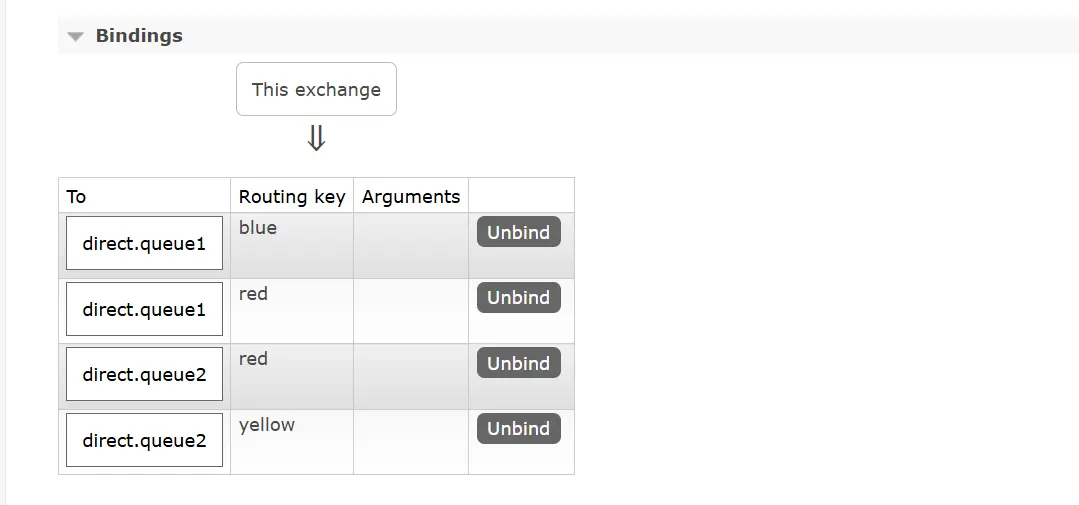 Bindings
This exchange
⇓
To Routing key Arguments
direct.queue1 blue Unbind
direct.queue1 red Unbind
direct.queue2 red Unbind
direct.queue2 yellow Unbind